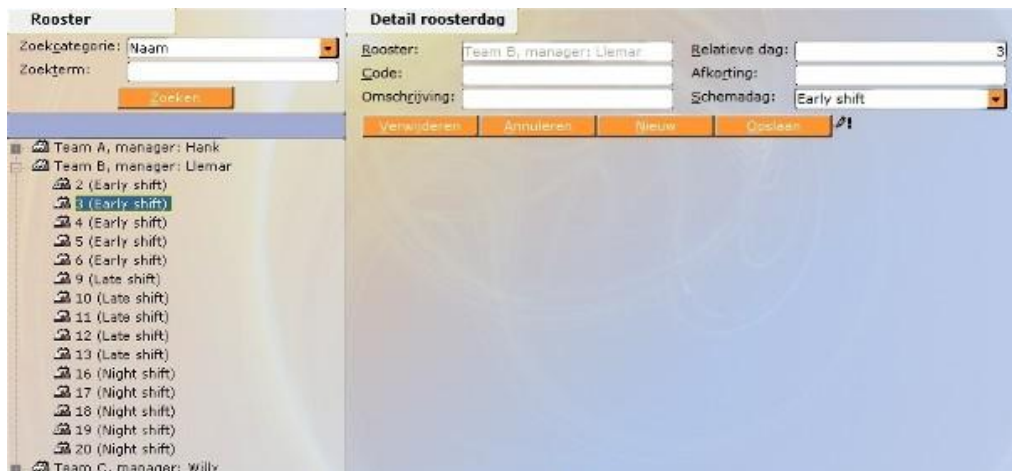 Rooster
Zoekcategorie: Naam
Zoekterm:
Zoeken
Team A, manager: Hank
Team B, manager: Llemar
2 (Early shift)
3 (Early shift)
4 (Early shift)
5 (Early shift)
6 (Early shift)
9 (Late shift)
10 (Late shift)
11 (Late shift)
12 (Late shift)
13 (Late shift)
16 (Night shift)
17 (Night shift)
18 (Night shift)
19 (Night shift)
20 (Night shift)
Team C, manager: Willy
Detail roosterdag
Rooster: Team B, manager: Llemar Relatieve dag: 3
Code: Afkorting:
Omschrijving: Schemadag: Early shift
Verwijderen Annuleren Nieuw Opslaan